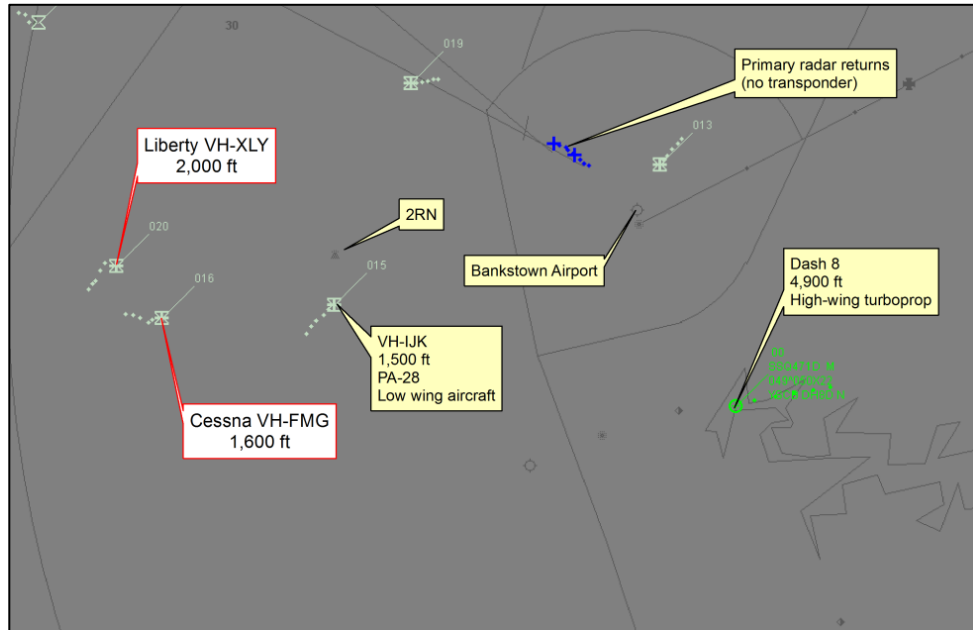 30
019
Primary radar returns
(no transponder)
013
Liberty VH-XLY
2,000 ft
2RN
020
Bankstown Airport
Dash 8
4,900 ft
High-wing turboprop
016
015
VH-IJK
1,500 ft
PA-28
Low wing aircraft
Cessna VH-FMG
1,600 ft